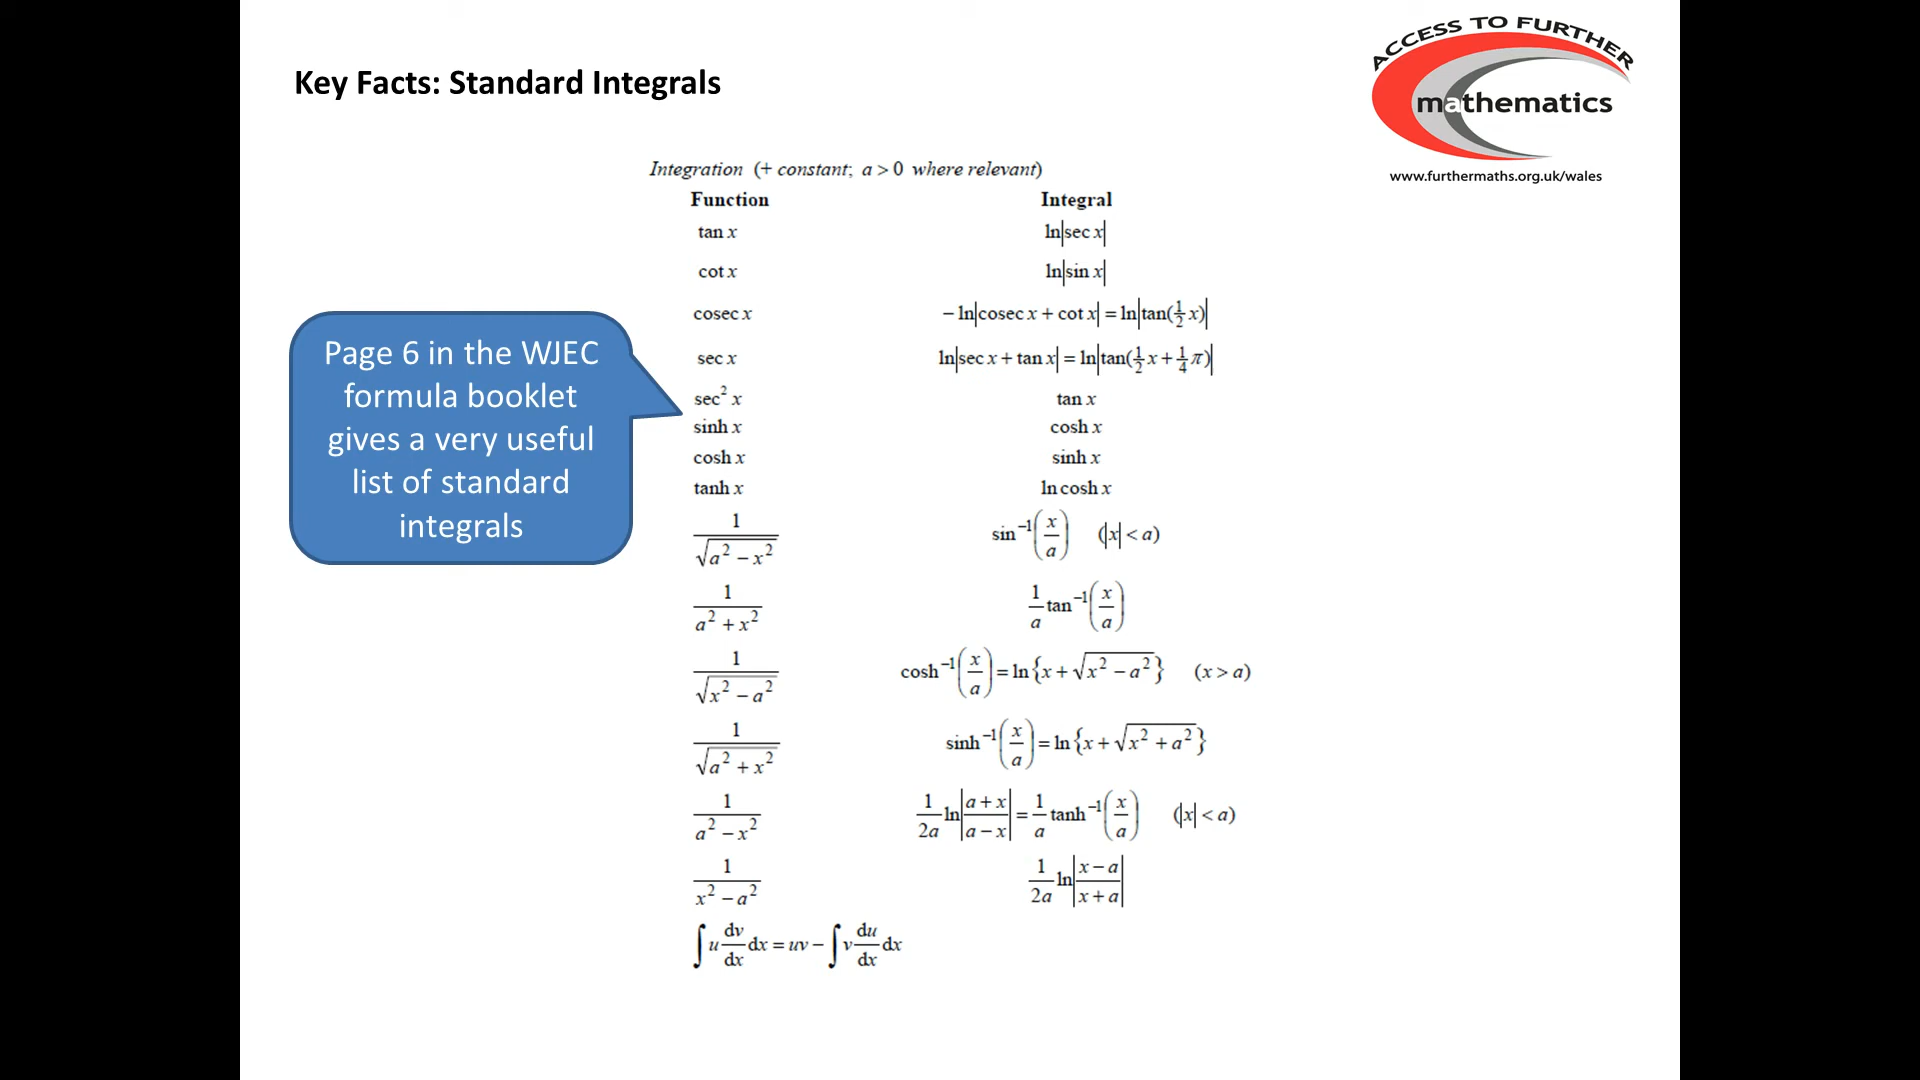 Key Facts: Standard Integrals
ACCESS TO FURTHER
mathematics
www.furthermaths.org.uk/wales
Integration (+ constant; a > 0 where relevant)
Function Integral
tan x ln|sec x|
cot x ln|sin x|
cosec x − ln|cosec x + cot x| = ln|tan(½x)|
sec x ln|sec x + tan x| = ln|tan(½x + ¼π)|
sec² x tan x
sinh x cosh x
cosh x sinh x
tanh x ln cosh x
1/√(a² − x²) sin⁻¹(x/a) (|x| < a)
1/(a² + x²) 1/a tan⁻¹(x/a)
1/√(x² − a²) cosh⁻¹(x/a) = ln{x + √(x² − a²)} (x > a)
1/√(a² + x²) sinh⁻¹(x/a) = ln{x + √(x² + a²)}
1/(a² − x²) 1/2a ln|(a + x)/(a − x)| = 1/a tanh⁻¹(x/a) (|x| < a)
1/(x² − a²) 1/2a ln|(x − a)/(x + a)|
∫ u dv/dx dx = uv − ∫ v du/dx dx
Page 6 in the WJEC
formula booklet
gives a very useful
list of standard
integrals